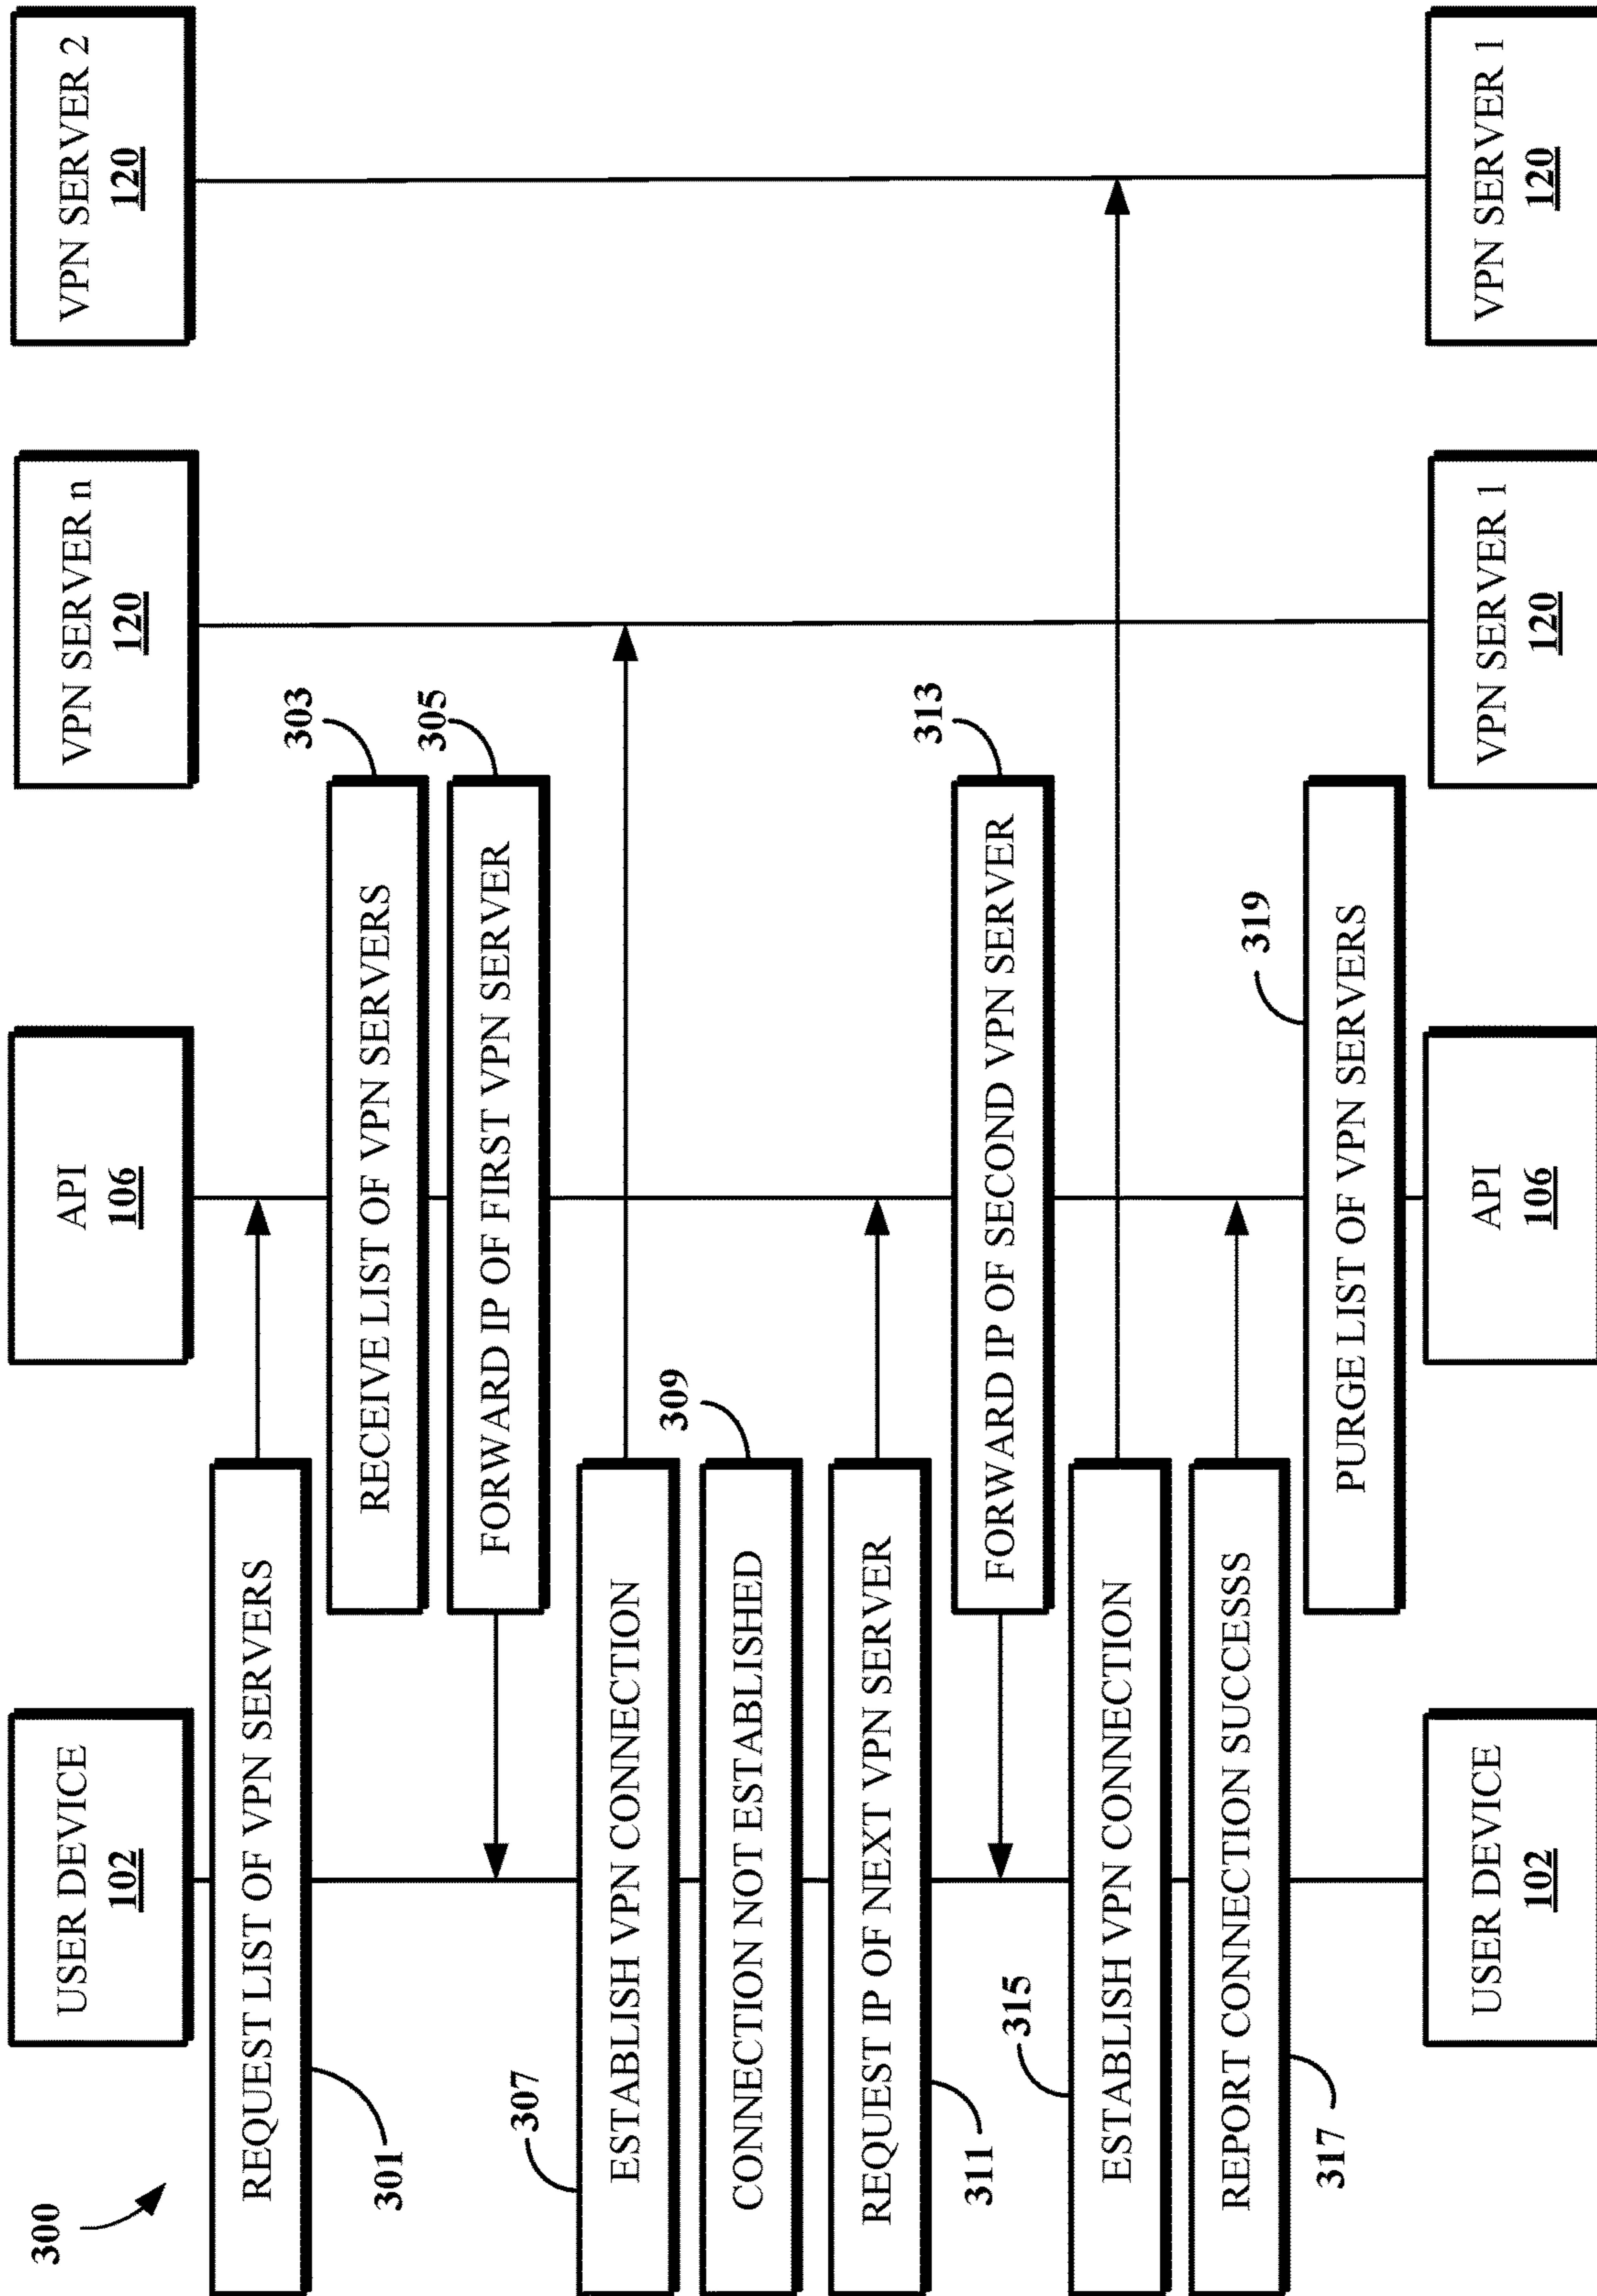 300
USER DEVICE
102
API
106
VPN SERVER n
120
VPN SERVER 2
120
REQUEST LIST OF VPN SERVERS
301
RECEIVE LIST OF VPN SERVERS
303
FORWARD IP OF FIRST VPN SERVER
305
307
ESTABLISH VPN CONNECTION
CONNECTION NOT ESTABLISHED
309
REQUEST IP OF NEXT VPN SERVER
311
FORWARD IP OF SECOND VPN SERVER
313
315
ESTABLISH VPN CONNECTION
REPORT CONNECTION SUCCESS
317
PURGE LIST OF VPN SERVERS
319
USER DEVICE
102
API
106
VPN SERVER 1
120
VPN SERVER 1
120